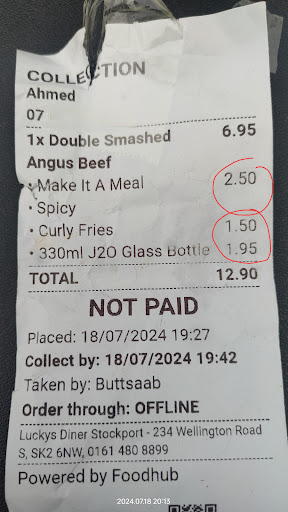 COLLECTION
Ahmed
07
1x Double Smashed 6.95
Angus Beef
• Make It A Meal 2.50
• Spicy
• Curly Fries 1.50
• 330ml J2O Glass Bottle 1.95
TOTAL 12.90
NOT PAID
Placed: 18/07/2024 19:27
Collect by: 18/07/2024 19:42
Taken by: Buttsaab
Order through: OFFLINE
Luckys Diner Stockport - 234 Wellington Road
S, SK2 6NW, 0161 480 8899
Powered by Foodhub
2024.07.18 20:13